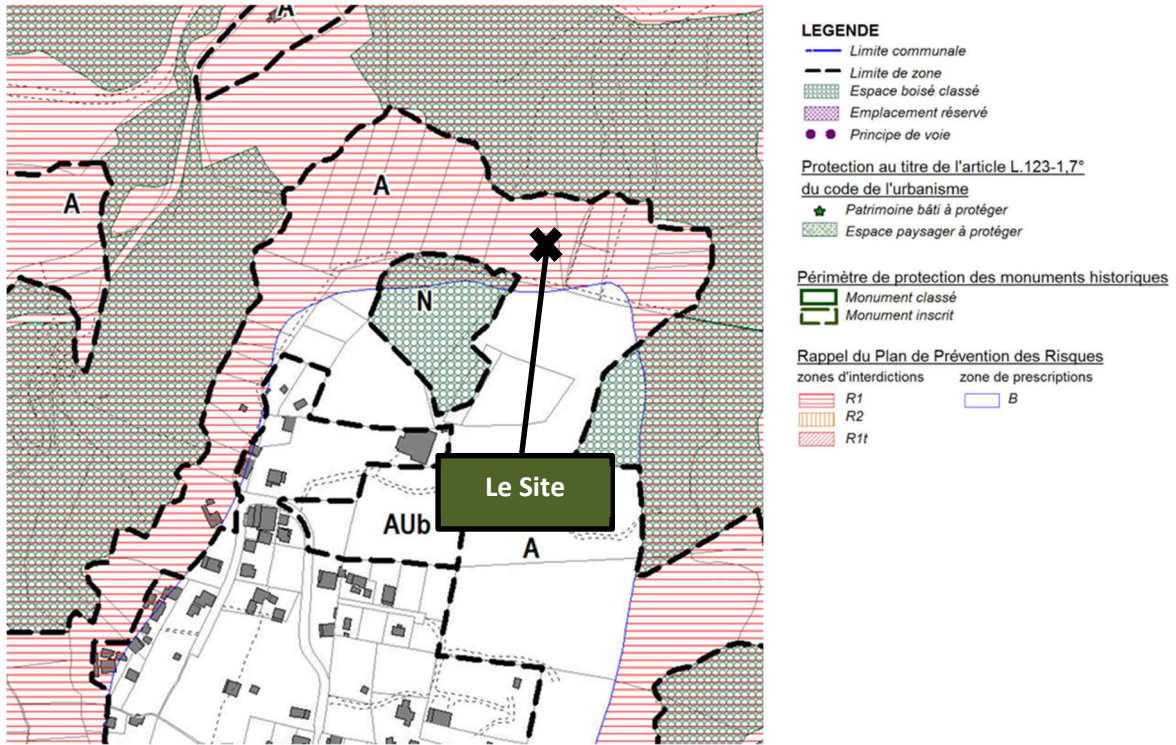 A
A
A
N
AUb
A
Le Site
LEGENDE
Limite communale
Limite de zone
Espace boisé classé
Emplacement réservé
Principe de voie
Protection au titre de l'article L.123-1,7°
du code de l'urbanisme
Patrimoine bâti à protéger
Espace paysager à protéger
Périmètre de protection des monuments historiques
Monument classé
Monument inscrit
Rappel du Plan de Prévention des Risques
zones d'interdictions zone de prescriptions
R1 B
R2
R1t